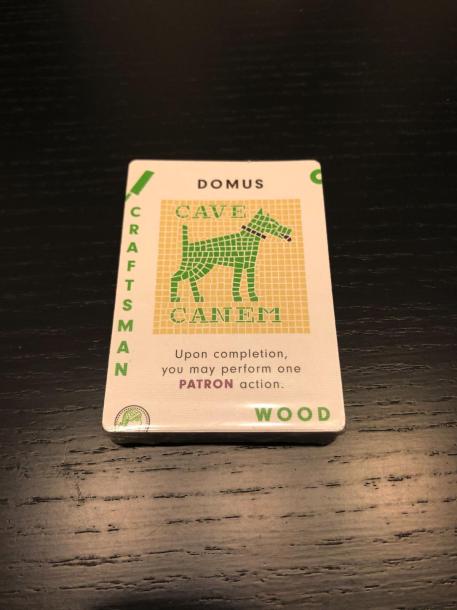 DOMUS
CAVE
CANEM
CRAFTSMAN
Upon completion,
you may perform one
PATRON action.
WOOD